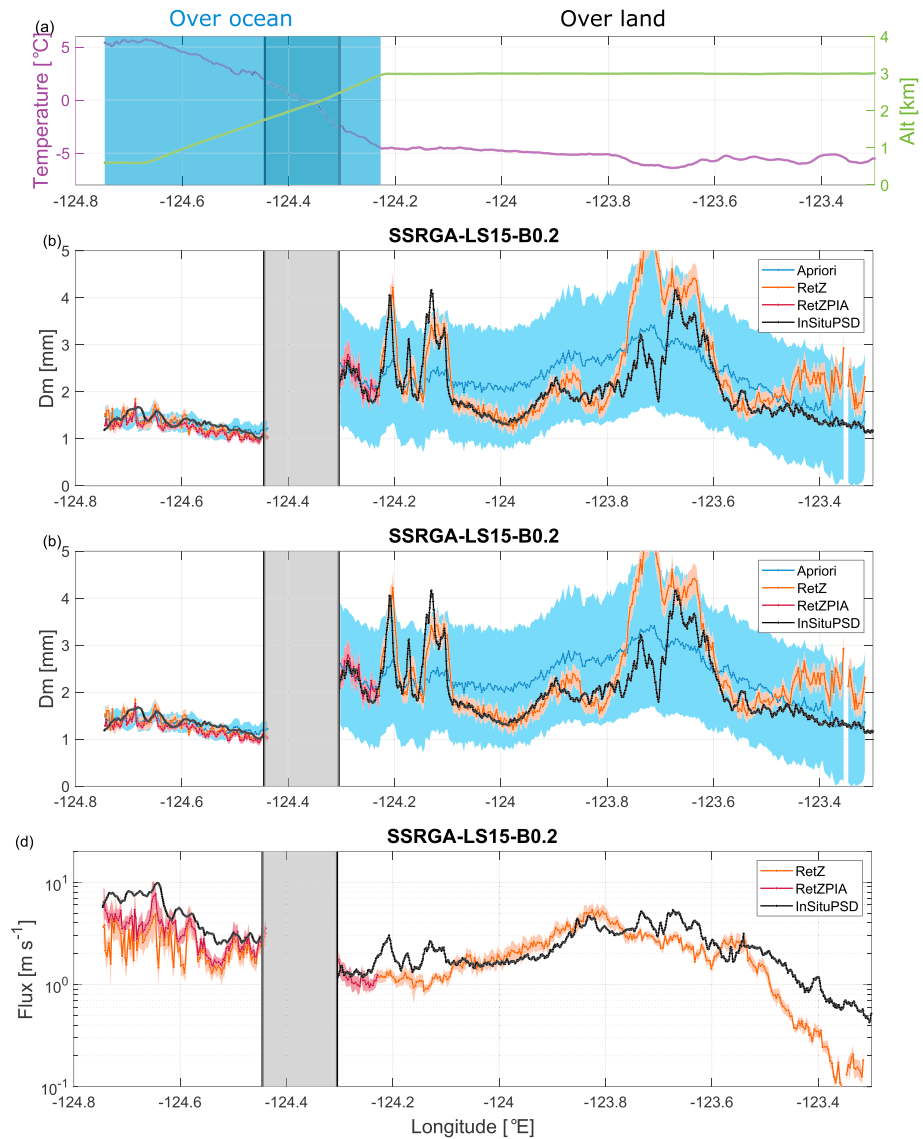 Over ocean
Over land
(a)
Temperature [°C]
5
0
-5
4
3
2
1
0
Alt [km]
-124.8 -124.6 -124.4 -124.2 -124 -123.8 -123.6 -123.4
(b)
SSRGA-LS15-B0.2
Dm [mm]
5
4
3
2
1
0
Apriori
RetZ
RetZPIA
InSituPSD
-124.8 -124.6 -124.4 -124.2 -124 -123.8 -123.6 -123.4
(b)
SSRGA-LS15-B0.2
Dm [mm]
5
4
3
2
1
0
Apriori
RetZ
RetZPIA
InSituPSD
-124.8 -124.6 -124.4 -124.2 -124 -123.8 -123.6 -123.4
(d)
SSRGA-LS15-B0.2
Flux [m s⁻¹]
10¹
10⁰
10⁻¹
RetZ
RetZPIA
InSituPSD
-124.8 -124.6 -124.4 -124.2 -124 -123.8 -123.6 -123.4
Longitude [°E]